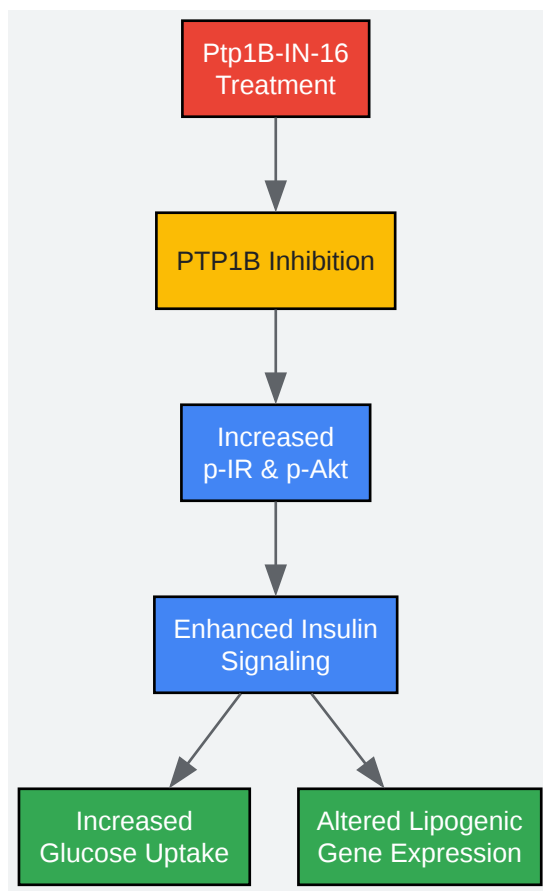 Ptp1B-IN-16
Treatment
PTP1B Inhibition
Increased
p-IR & p-Akt
Enhanced Insulin
Signaling
Increased
Glucose Uptake
Altered Lipogenic
Gene Expression